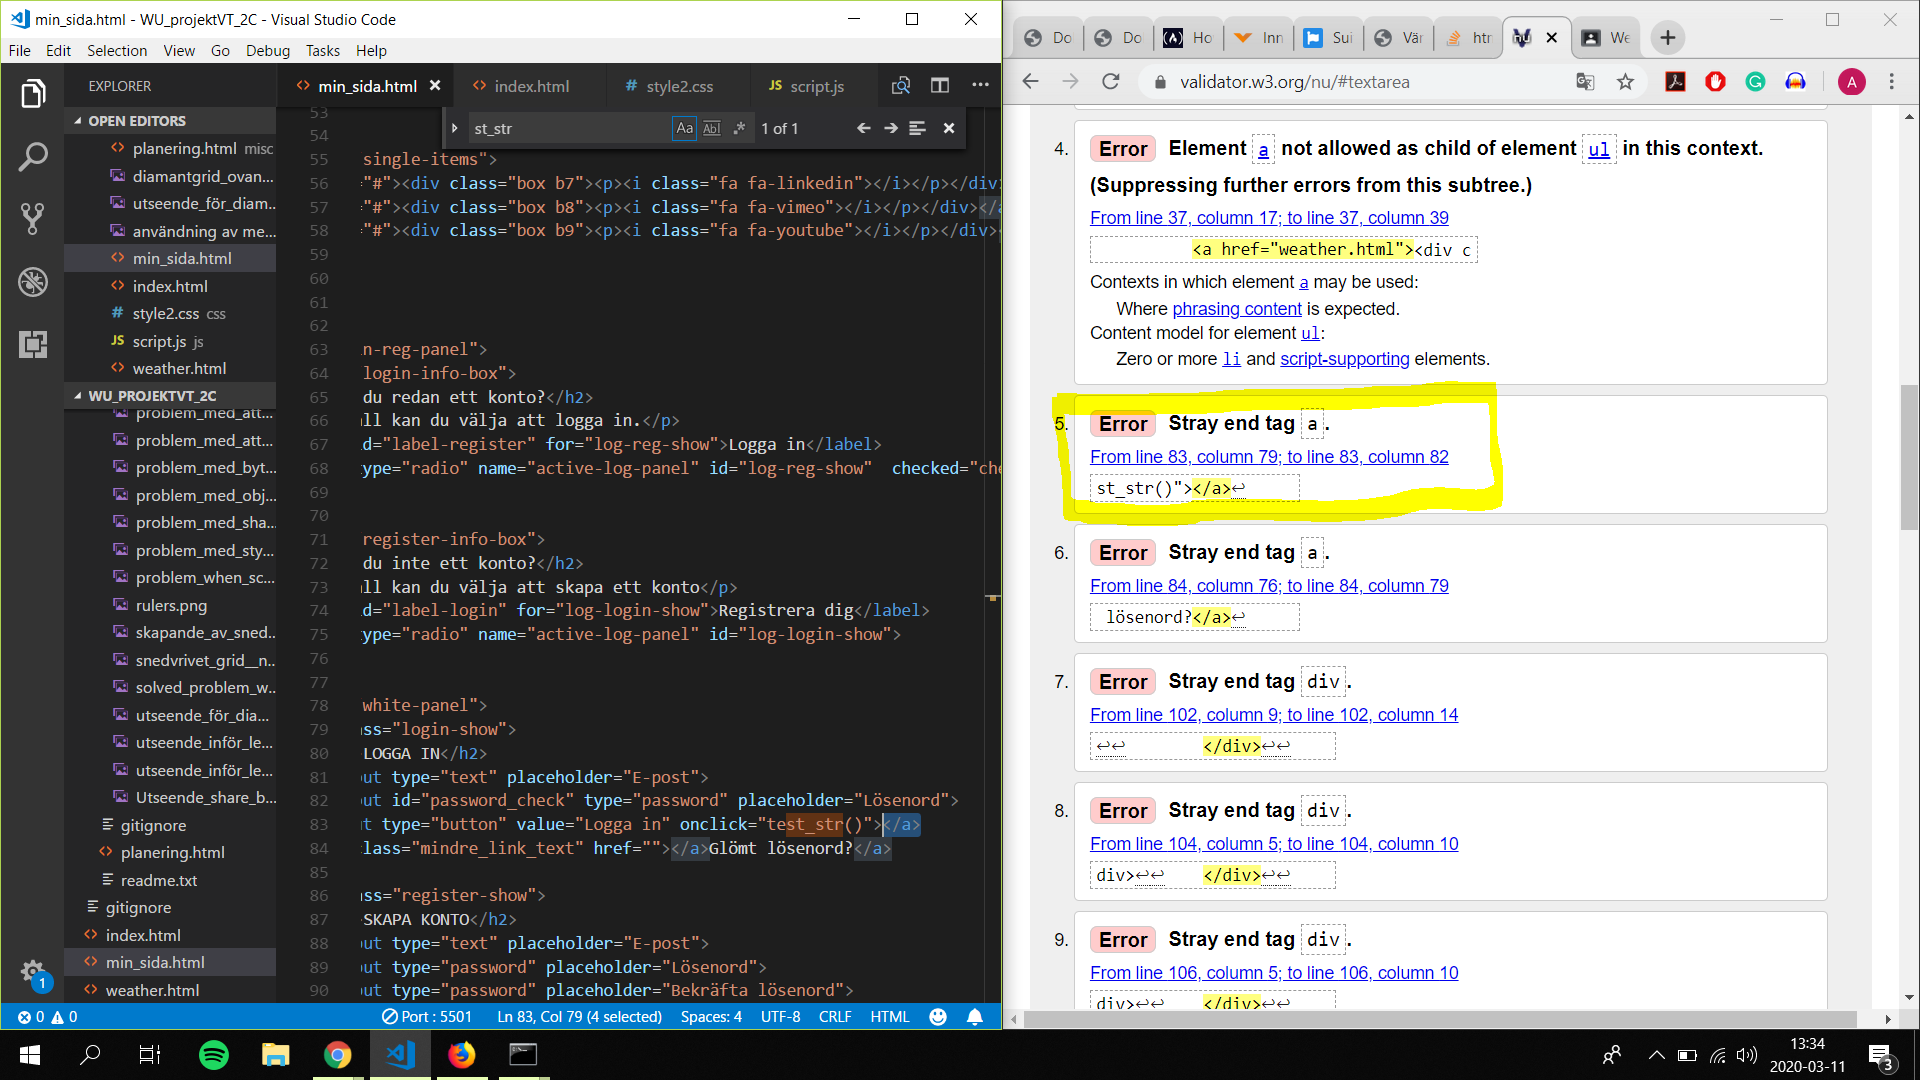 min_sida.html - WU_projektVT_2C - Visual Studio Code
File Edit Selection View Go Debug Tasks Help
EXPLORER
OPEN EDITORS
planering.html misc
diamantgrid_ovan...
utseende_för_diam...
användning av me...
min_sida.html
index.html
style2.css css
script.js js
weather.html
WU_PROJEKTVT_2C
problem_med_att...
problem_med_att...
problem_med_byt...
problem_med_obj...
problem_med_sha...
problem_med_sty...
problem_when_sc...
rulers.png
skapande_av_sned...
snedvrivet_grid__n...
solved_problem_w...
utseende_för_dia...
utseende_inför_le...
utseende_inför_le...
Utseende_share_b...
gitignore
planering.html
readme.txt
gitignore
index.html
min_sida.html
weather.html
1
min_sida.html index.html style2.css script.js
st_str Aa Abl .* 1 of 1
53
54
55 single-items">
56 ="#"><div class="box b7"><p><i class="fa fa-linkedin"></i></p></div>
57 ="#"><div class="box b8"><p><i class="fa fa-vimeo"></i></p></div></a
58 ="#"><div class="box b9"><p><i class="fa fa-youtube"></i></p></div>
59
60
61
62
63 n-reg-panel">
64 login-info-box">
65 du redan ett konto?</h2>
66 ll kan du välja att logga in.</p>
67 d="label-register" for="log-reg-show">Logga in</label>
68 ype="radio" name="active-log-panel" id="log-reg-show" checked="che
69
70
71 register-info-box">
72 du inte ett konto?</h2>
73 ll kan du välja att skapa ett konto</p>
74 d="label-login" for="log-login-show">Registrera dig</label>
75 ype="radio" name="active-log-panel" id="log-login-show">
76
77
78 white-panel">
79 ss="login-show">
80 >LOGGA IN</h2>
81 ut type="text" placeholder="E-post">
82 ut id="password_check" type="password" placeholder="Lösenord">
83 t type="button" value="Logga in" onclick="test_str()"></a>
84 class="mindre_link_text" href=""></a>Glömt lösenord?</a>
85
86 ss="register-show">
87 >SKAPA KONTO</h2>
88 ut type="text" placeholder="E-post">
89 ut type="password" placeholder="Lösenord">
90 ut type="password" placeholder="Bekräfta lösenord">
0 0 Port : 5501 Ln 83, Col 79 (4 selected) Spaces: 4 UTF-8 CRLF HTML
Do Do Ho Inn Sui Vär htr We
validator.w3.org/nu/#textarea
A
4. Error Element a not allowed as child of element ul in this context.
(Suppressing further errors from this subtree.)
From line 37, column 17; to line 37, column 39
<a href="weather.html"><div c
Contexts in which element a may be used:
Where phrasing content is expected.
Content model for element ul:
Zero or more li and script-supporting elements.
5. Error Stray end tag a.
From line 83, column 79; to line 83, column 82
st_str()"></a>↩
6. Error Stray end tag a.
From line 84, column 76; to line 84, column 79
lösenord?</a>↩
7. Error Stray end tag div.
From line 102, column 9; to line 102, column 14
↩↩ </div>↩↩
8. Error Stray end tag div.
From line 104, column 5; to line 104, column 10
div>↩↩ </div>↩↩
9. Error Stray end tag div.
From line 106, column 5; to line 106, column 10
div>↩↩ </div>↩↩
13:34
2020-03-11
3